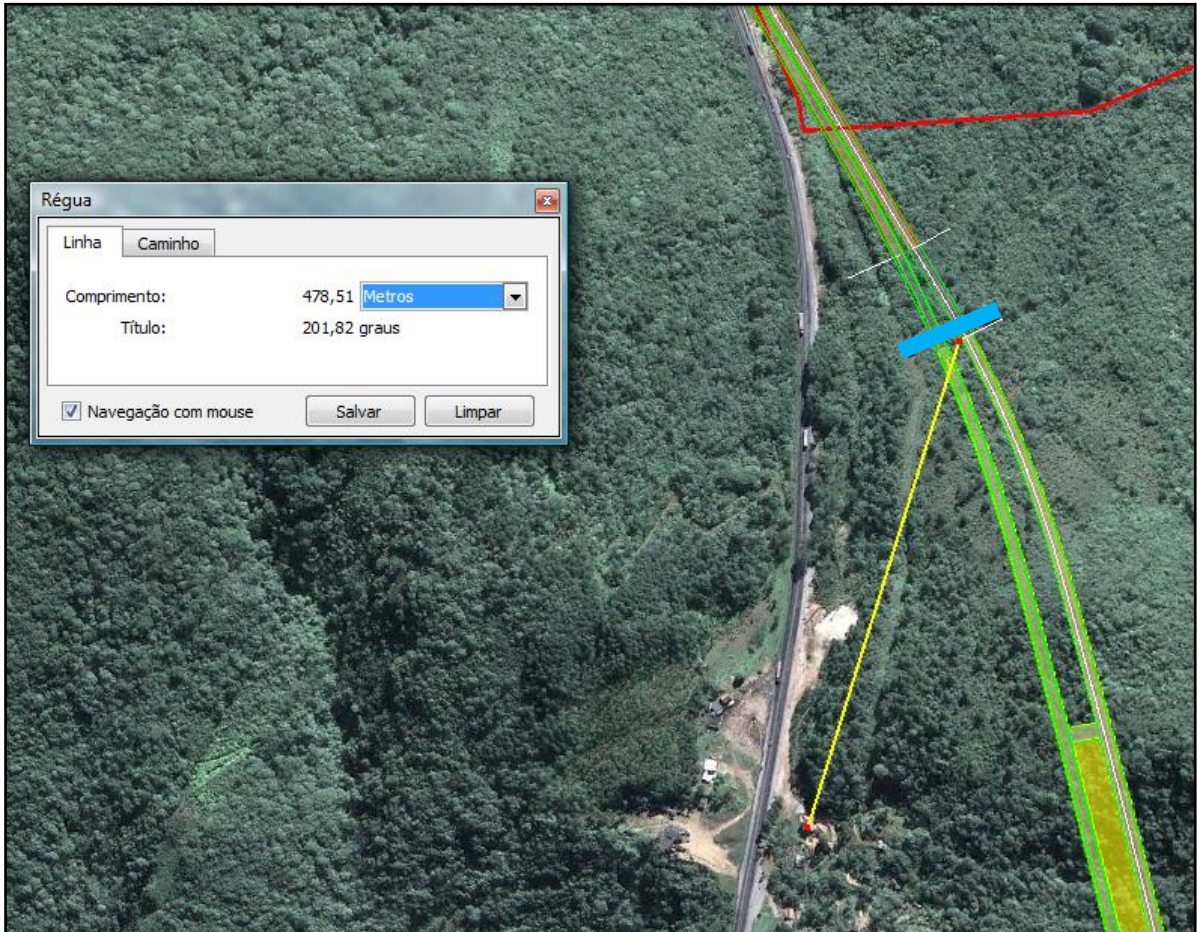 Régua
Linha Caminho
Comprimento: 478,51 Metros
Título: 201,82 graus
Navegação com mouse Salvar Limpar